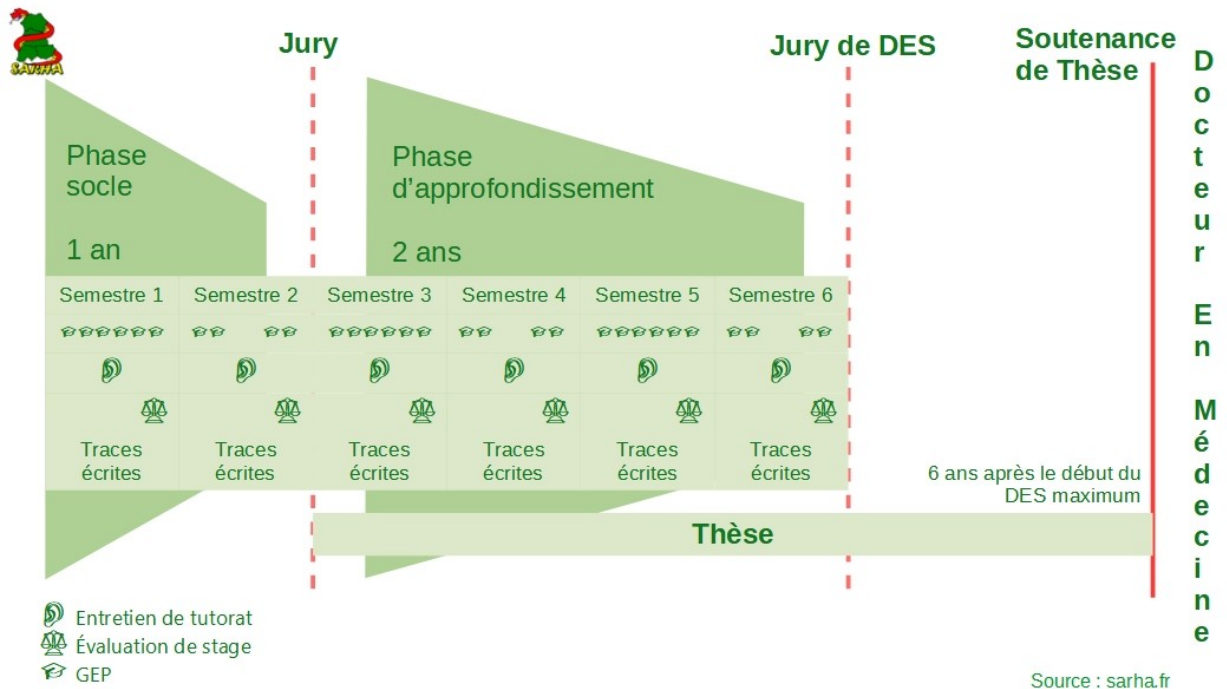 SARHA
Jury
Jury de DES
Soutenance
de Thèse
Docteur En Médecine
Phase
socle
1 an
Phase
d’approfondissement
2 ans
Semestre 1 Semestre 2 Semestre 3 Semestre 4 Semestre 5 Semestre 6
Traces écrites
Traces écrites
Traces écrites
Traces écrites
Traces écrites
Traces écrites
6 ans après le début du
DES maximum
Thèse
Entretien de tutorat
Évaluation de stage
GEP
Source : sarha.fr